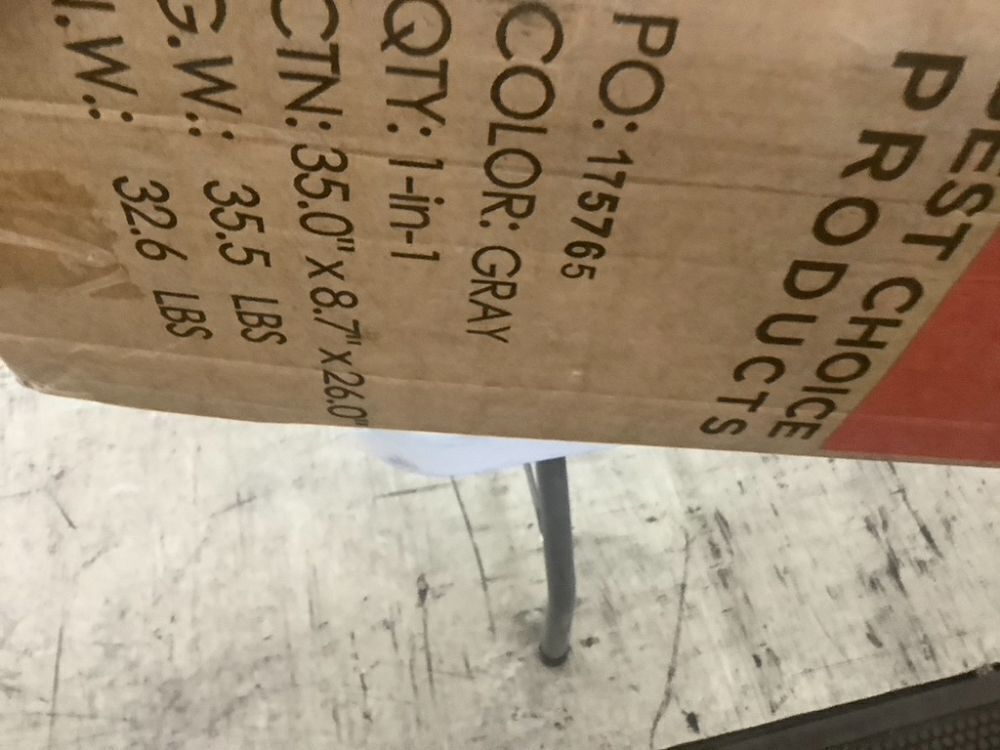 BEST CHOICE
PRODUCTS
PO: 175765
COLOR: GRAY
QTY: 1-in-1
CTN: 35.0" x 8.7" x 26.0"
G.W.: 35.5 LBS
N.W.: 32.6 LBS